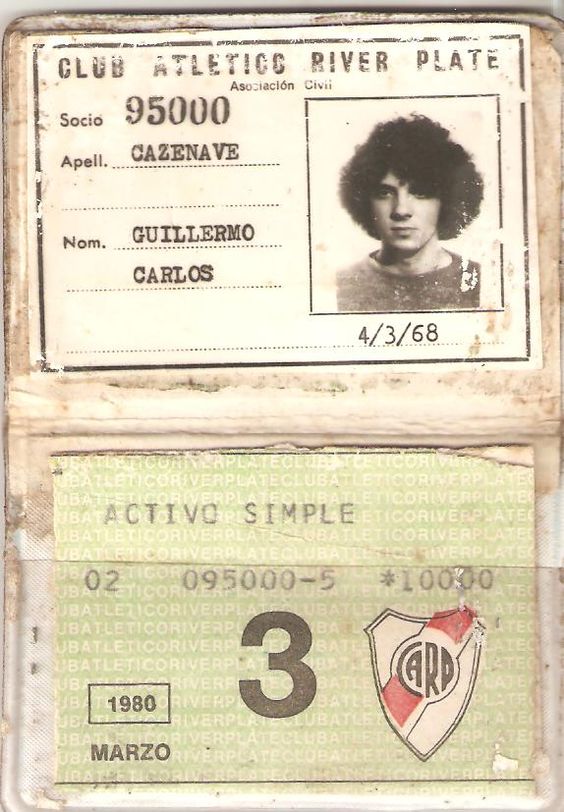 CLUB ATLETICO RIVER PLATE
Asociación Civil
Socio 95000
Apell. CAZENAVE
Nom. GUILLERMO
CARLOS
4/3/68
ACTIVO SIMPLE
02 095000-5 *10000
3
CARP
1980
MARZO